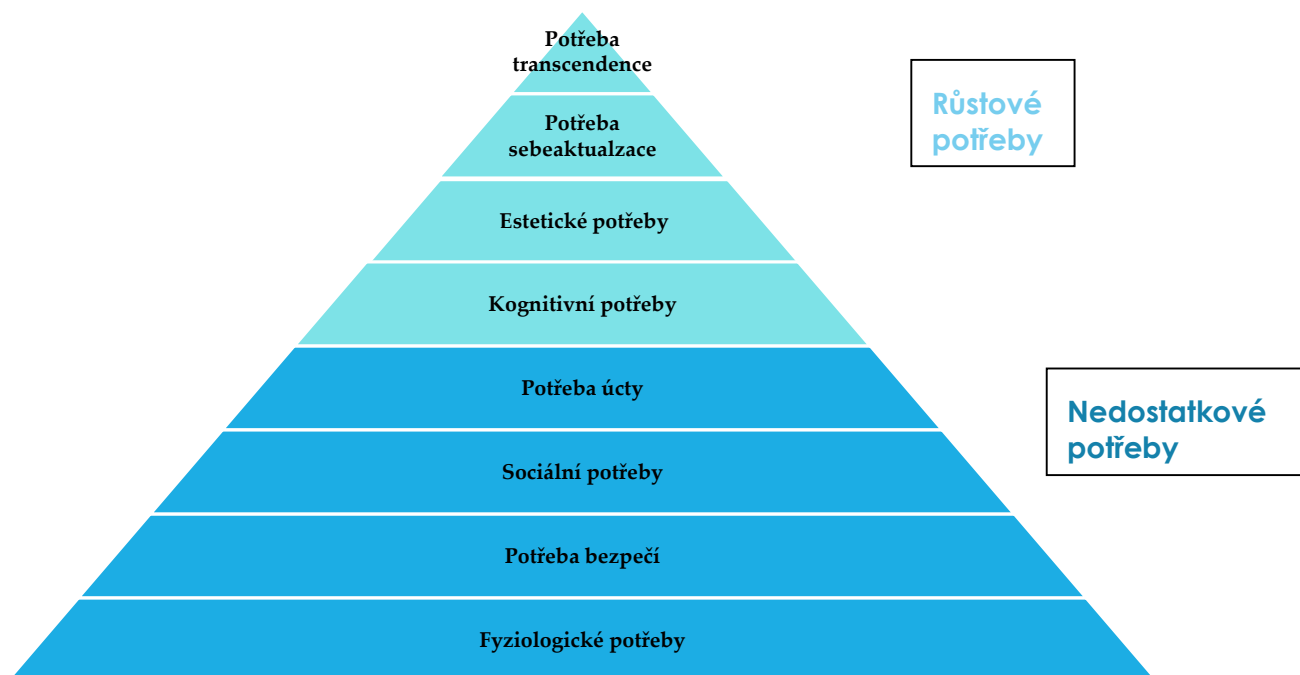 Potřeba
transcendence
Růstové
potřeby
Potřeba
sebeaktualzace
Estetické potřeby
Kognitivní potřeby
Potřeba úcty
Nedostatkové
potřeby
Sociální potřeby
Potřeba bezpečí
Fyziologické potřeby